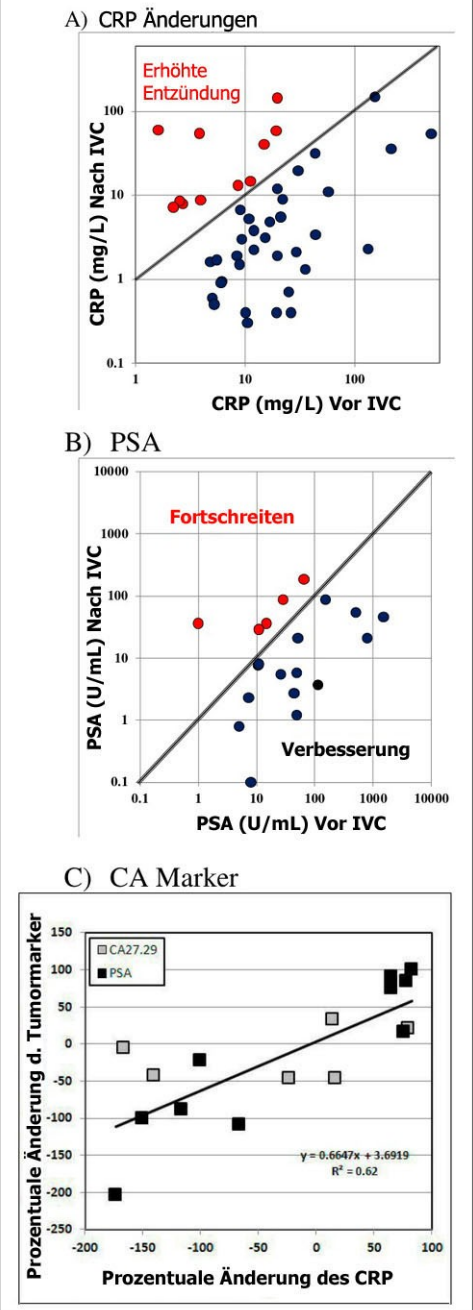 A) CRP Änderungen
Erhöhte
Entzündung
CRP (mg/L) Nach IVC
100
10
1
0.1
1
10
100
CRP (mg/L) Vor IVC
B) PSA
Fortschreiten
PSA (U/mL) Nach IVC
10000
1000
100
10
1
0.1
Verbesserung
0.1
1
10
100
1000
10000
PSA (U/mL) Vor IVC
C) CA Marker
Prozentuale Änderung d. Tumormarker
150
100
50
0
-50
-100
-150
-200
-250
CA27.29
PSA
y = 0.6647x + 3.6919
R² = 0.62
-200
-150
-100
-50
0
50
100
Prozentuale Änderung des CRP